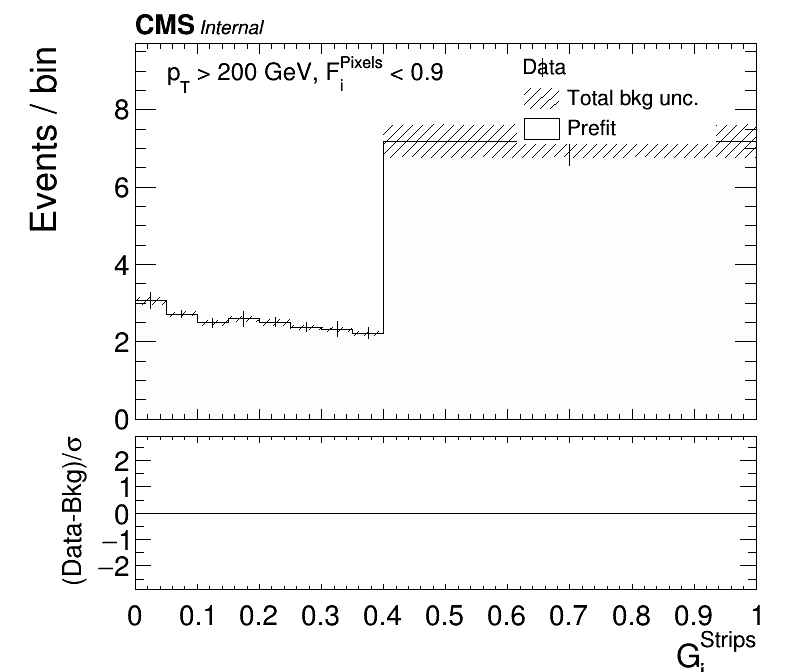 CMS Internal
p_T > 200 GeV, F_i^Pixels < 0.9
Data
Total bkg unc.
Prefit
Events / bin
8
6
4
2
0
(Data-Bkg)/σ
2
1
0
−1
−2
0 0.1 0.2 0.3 0.4 0.5 0.6 0.7 0.8 0.9 1
G_i^Strips